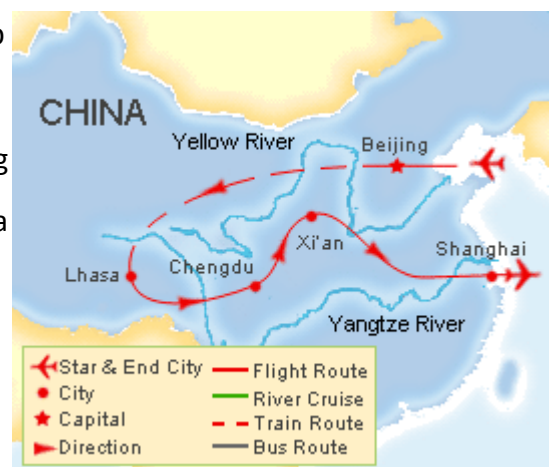 o
CHINA
Yellow River
Beijing
g
a
Xi'an
Shanghai
Chengdu
Lhasa
Yangtze River
Star & End City
Flight Route
City
River Cruise
Capital
Train Route
Direction
Bus Route